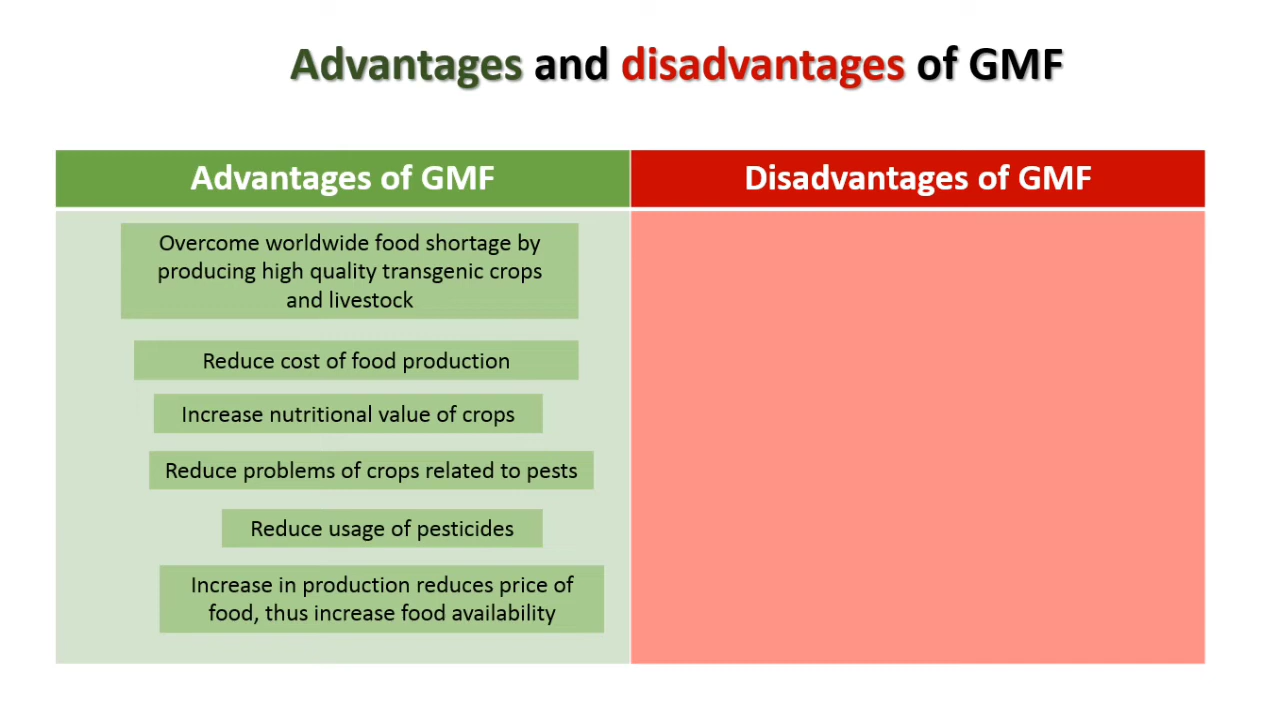 Advantages and disadvantages of GMF
Advantages of GMF
Disadvantages of GMF
Overcome worldwide food shortage by
producing high quality transgenic crops
and livestock
Reduce cost of food production
Increase nutritional value of crops
Reduce problems of crops related to pests
Reduce usage of pesticides
Increase in production reduces price of
food, thus increase food availability